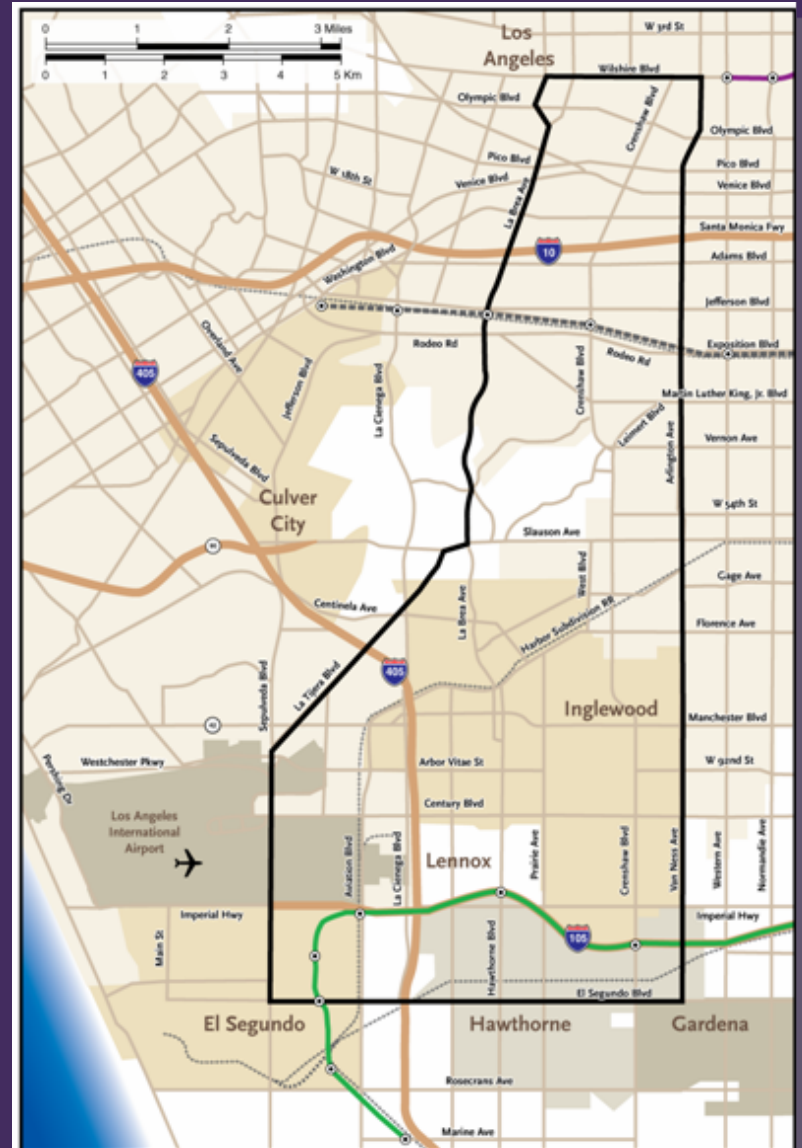 0 1 2 3 Miles
0 1 2 3 4 5 Km
Los
Angeles
W 3rd St
Wilshire Blvd
Olympic Blvd
Crenshaw Blvd
Olympic Blvd
Pico Blvd
Pico Blvd
W 18th St
Venice Blvd
Venice Blvd
La Brea Ave
Santa Monica Fwy
Washington Blvd
10
Adams Blvd
Jefferson Blvd
Overland Ave
Rodeo Rd
Rodeo Rd
Exposition Blvd
405
Jefferson Blvd
La Cienega Blvd
Crenshaw Blvd
Martin Luther King, Jr. Blvd
Leimert Blvd
Arlington Ave
Vernon Ave
Sepulveda Blvd
Culver
City
W 54th St
Slauson Ave
90
West Blvd
Gage Ave
Centinela Ave
La Brea Ave
Harbor Subdivision RR
Florence Ave
405
Sepulveda Blvd
La Tijera Blvd
Inglewood
42
Manchester Blvd
Pershing Dr
Westchester Pkwy
Arbor Vitae St
W 92nd St
Century Blvd
Los Angeles
International
Airport
Aviation Blvd
La Cienega Blvd
Lennox
Prairie Ave
Crenshaw Blvd
Van Ness Ave
Western Ave
Normandie Ave
Imperial Hwy
Imperial Hwy
Main St
Hawthorne Blvd
105
El Segundo Blvd
El Segundo
Hawthorne
Gardena
Rosecrans Ave
Marine Ave